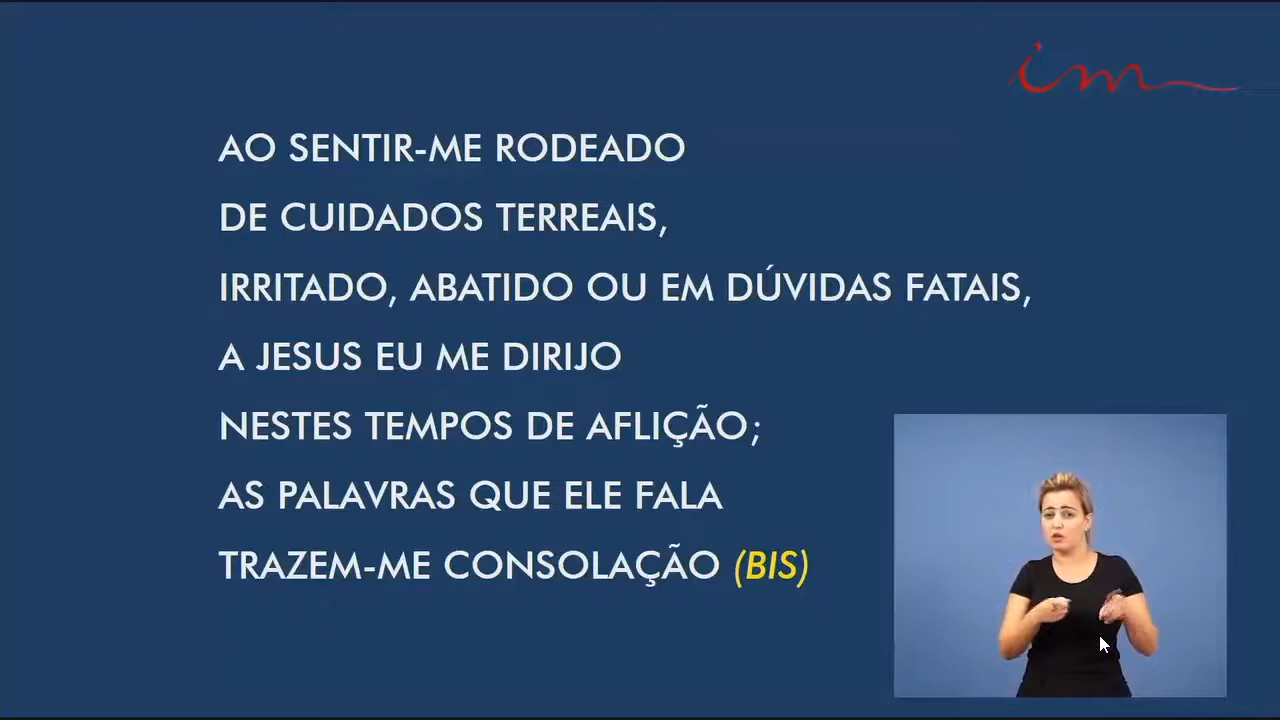 im
AO SENTIR-ME RODEADO
DE CUIDADOS TERREAIS,
IRRITADO, ABATIDO OU EM DÚVIDAS FATAIS,
A JESUS EU ME DIRIJO
NESTES TEMPOS DE AFLIÇÃO;
AS PALAVRAS QUE ELE FALA
TRAZEM-ME CONSOLAÇÃO (BIS)